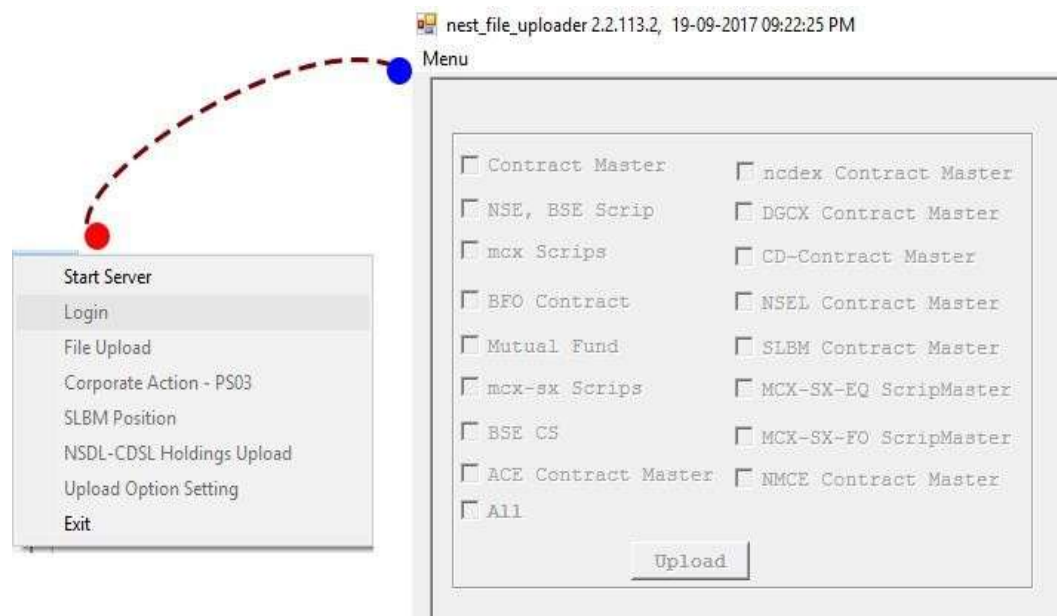 nest_file_uploader 2.2.113.2, 19-09-2017 09:22:25 PM
Menu
Start Server
Login
File Upload
Corporate Action - PS03
SLBM Position
NSDL-CDSL Holdings Upload
Upload Option Setting
Exit
Contract Master
NSE, BSE Scrip
mcx Scrips
BFO Contract
Mutual Fund
mcx-sx Scrips
BSE CS
ACE Contract Master
All
ncdex Contract Master
DGCX Contract Master
CD-Contract Master
NSEL Contract Master
SLBM Contract Master
MCX-SX-EQ ScripMaster
MCX-SX-FO ScripMaster
NMCE Contract Master
Upload